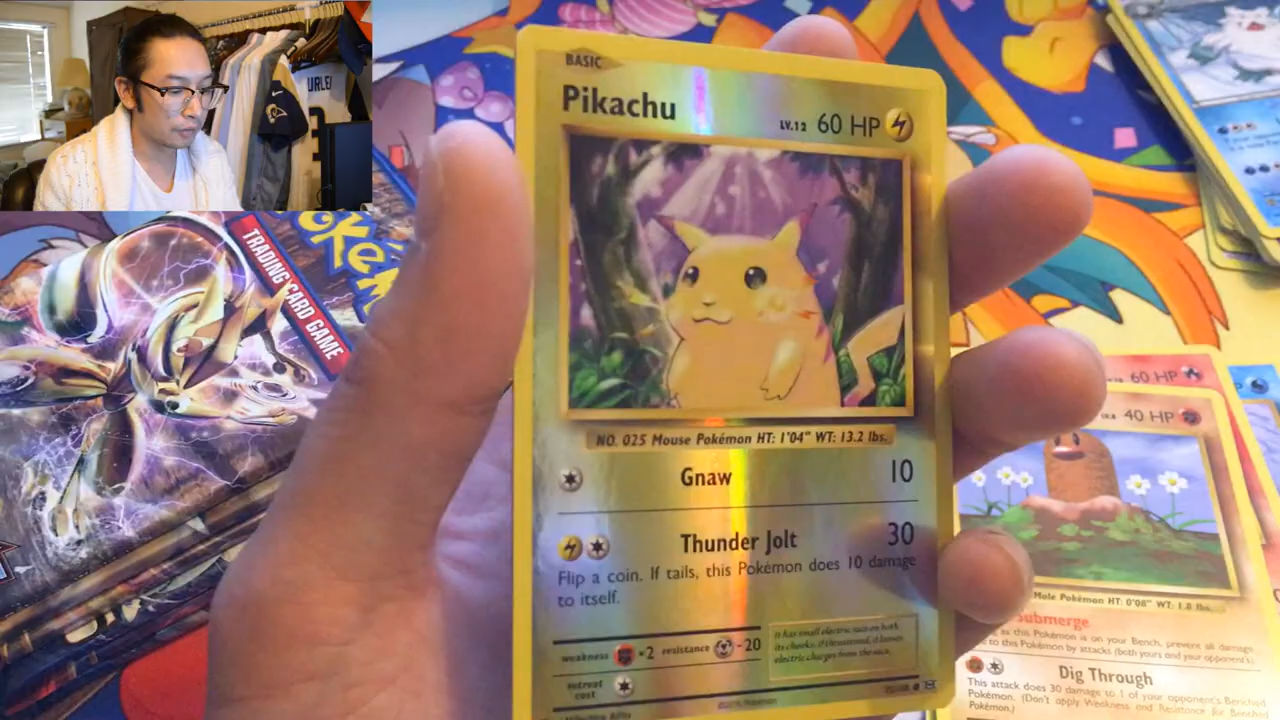 URLE
POKÉM
TRADING CARD GAME
BASIC
Pikachu
LV.12 60 HP
NO. 025 Mouse Pokémon HT: 1'04" WT: 13.2 lbs.
Gnaw 10
Thunder Jolt 30
Flip a coin. If tails, this Pokémon does 10 damage
to itself.
weakness ×2 resistance -20
It has small electric sacs on both
its cheeks. If threatened, it looses
electric charges from the sacs.
retreat
cost
60 HP
40 HP
Mole Pokémon HT: 0'08" WT: 1.8 lbs.
Submerge
as this Pokémon is on your Bench, prevent all damage
to this Pokémon by attacks (both yours and your opponent's).
Dig Through
This attack does 30 damage to 1 of your opponent's Benched
Pokémon. (Don't apply Weakness and Resistance for Benched
Pokémon.)